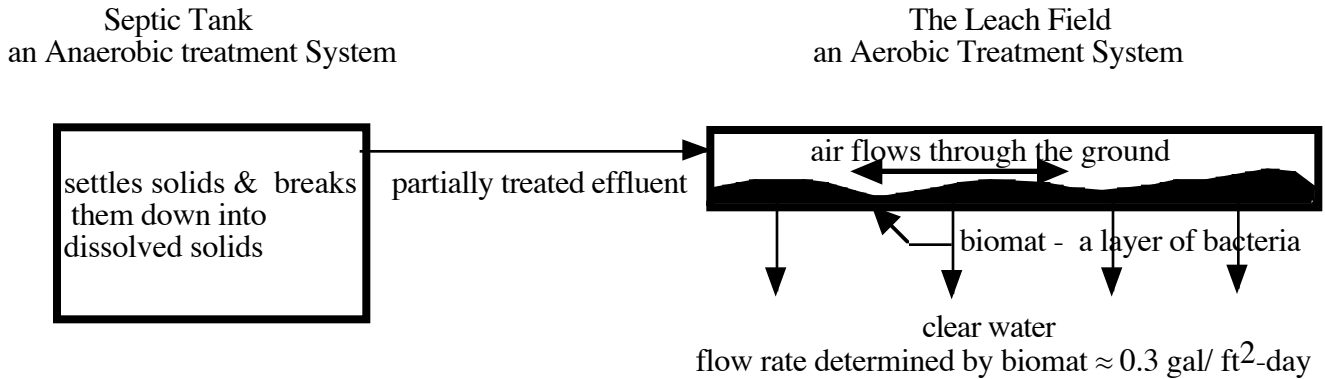 Septic Tank
an Anaerobic treatment System
The Leach Field
an Aerobic Treatment System
settles solids & breaks
them down into
dissolved solids
partially treated effluent
air flows through the ground
biomat - a layer of bacteria
clear water
flow rate determined by biomat ≈ 0.3 gal/ ft²-day